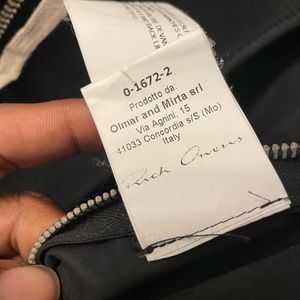 0-1672-2
Prodotto da:
Olmar and Mirta srl
Via Agnini, 15
41033 Concordia s/S (Mo)
Italy
Rick Owens